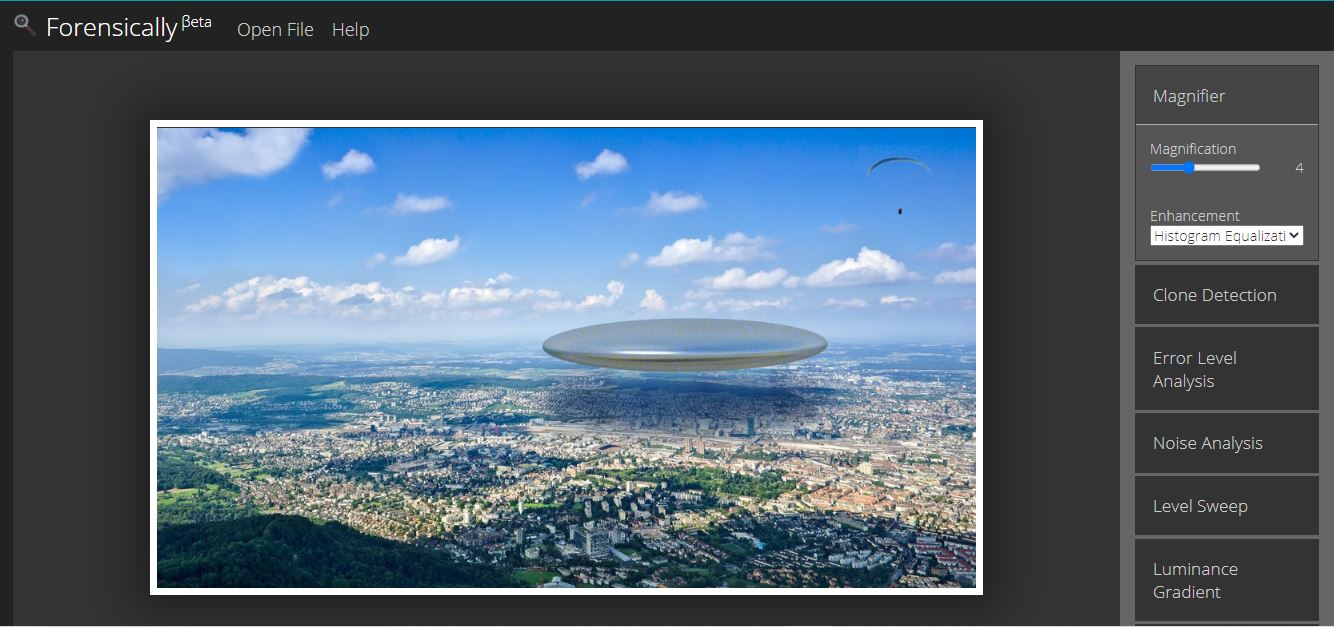 Forensically βeta
Open File
Help
Magnifier
Magnification
4
Enhancement
Histogram Equalizati
Clone Detection
Error Level
Analysis
Noise Analysis
Level Sweep
Luminance
Gradient